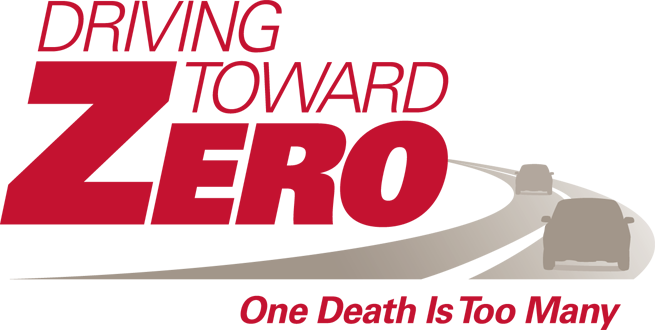 DRIVING
TOWARD
ZERO
One Death Is Too Many